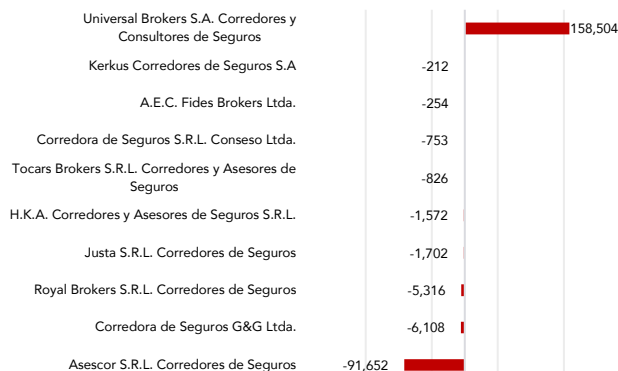 Universal Brokers S.A. Corredores y
Consultores de Seguros
158,504
Kerkus Corredores de Seguros S.A
-212
A.E.C. Fides Brokers Ltda.
-254
Corredora de Seguros S.R.L. Conseso Ltda.
-753
Tocars Brokers S.R.L. Corredores y Asesores de
Seguros
-826
H.K.A. Corredores y Asesores de Seguros S.R.L.
-1,572
Justa S.R.L. Corredores de Seguros
-1,702
Royal Brokers S.R.L. Corredores de Seguros
-5,316
Corredora de Seguros G&G Ltda.
-6,108
Asescor S.R.L. Corredores de Seguros
-91,652